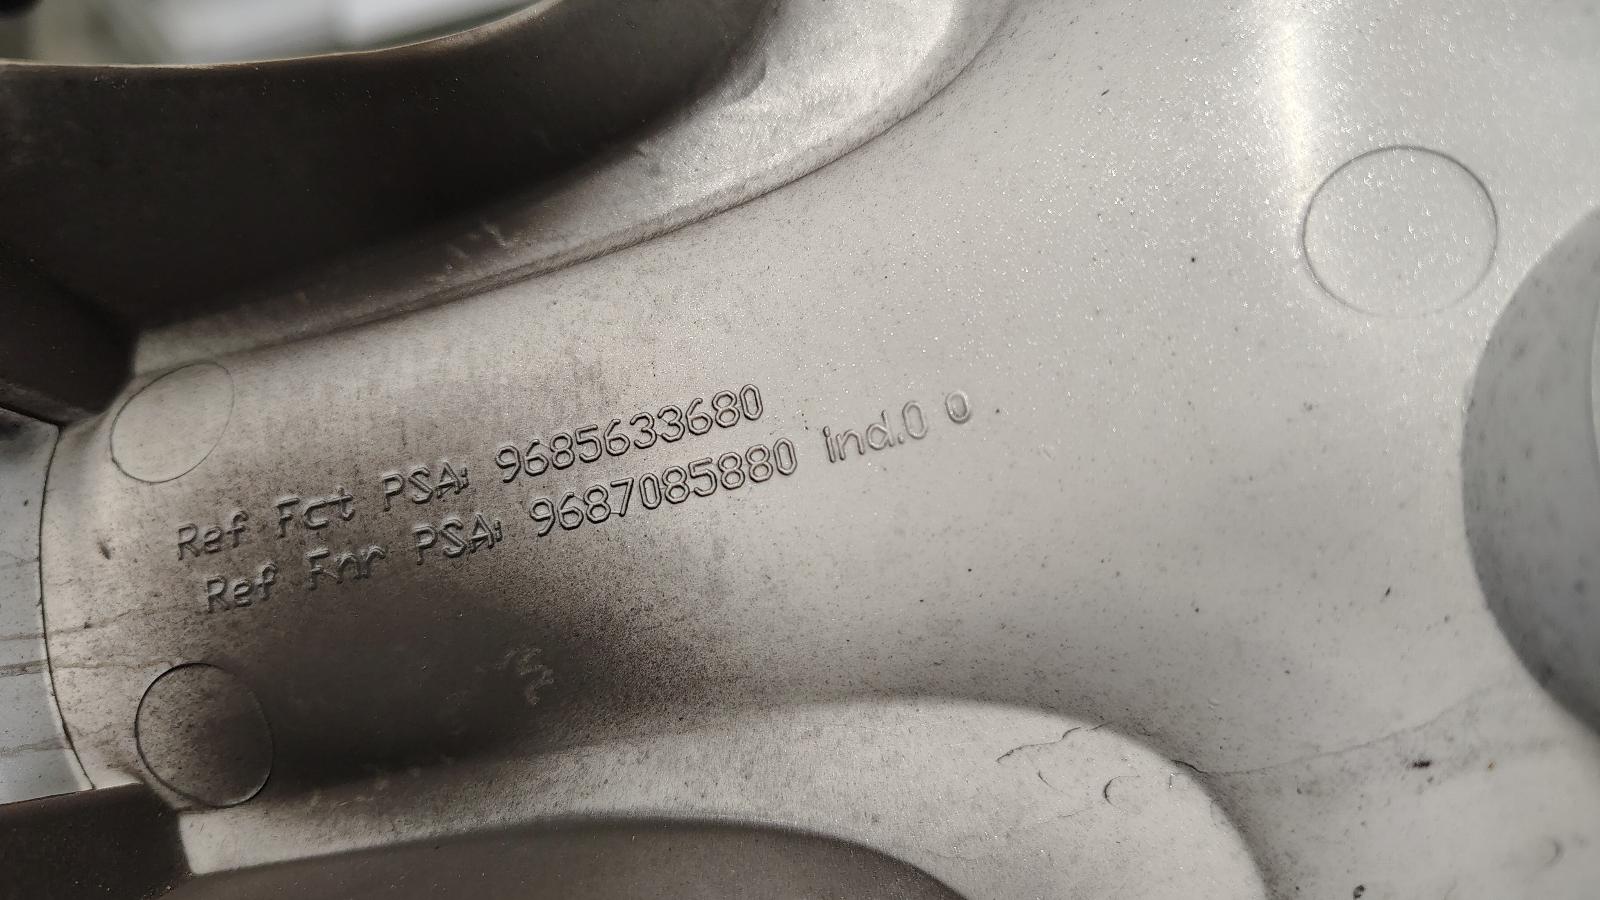 Ref Fct PSA: 9685633680
Ref Fnr PSA: 9687085880 ind.0 0